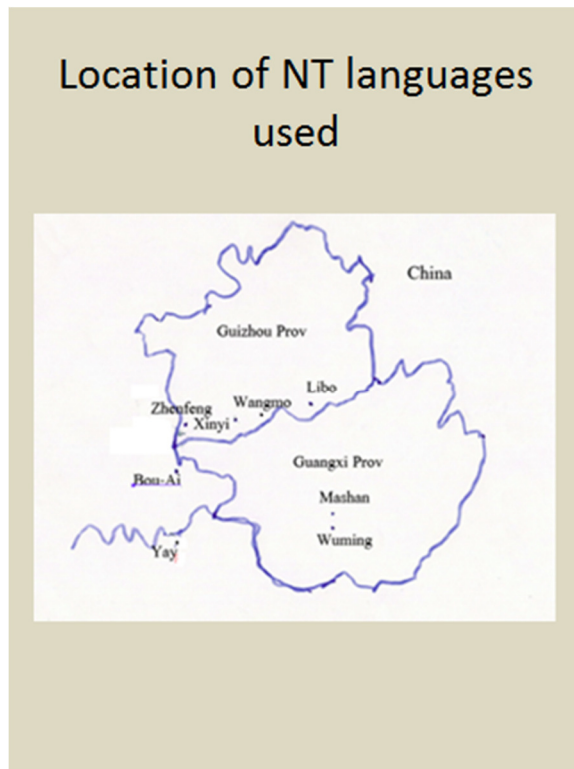 Location of NT languages
used
China
Guizhou Prov
Libo
Wangmo
Zhenfeng
Xinyi
Guangxi Prov
Bou-Ai
Mashan
Wuming
Yay